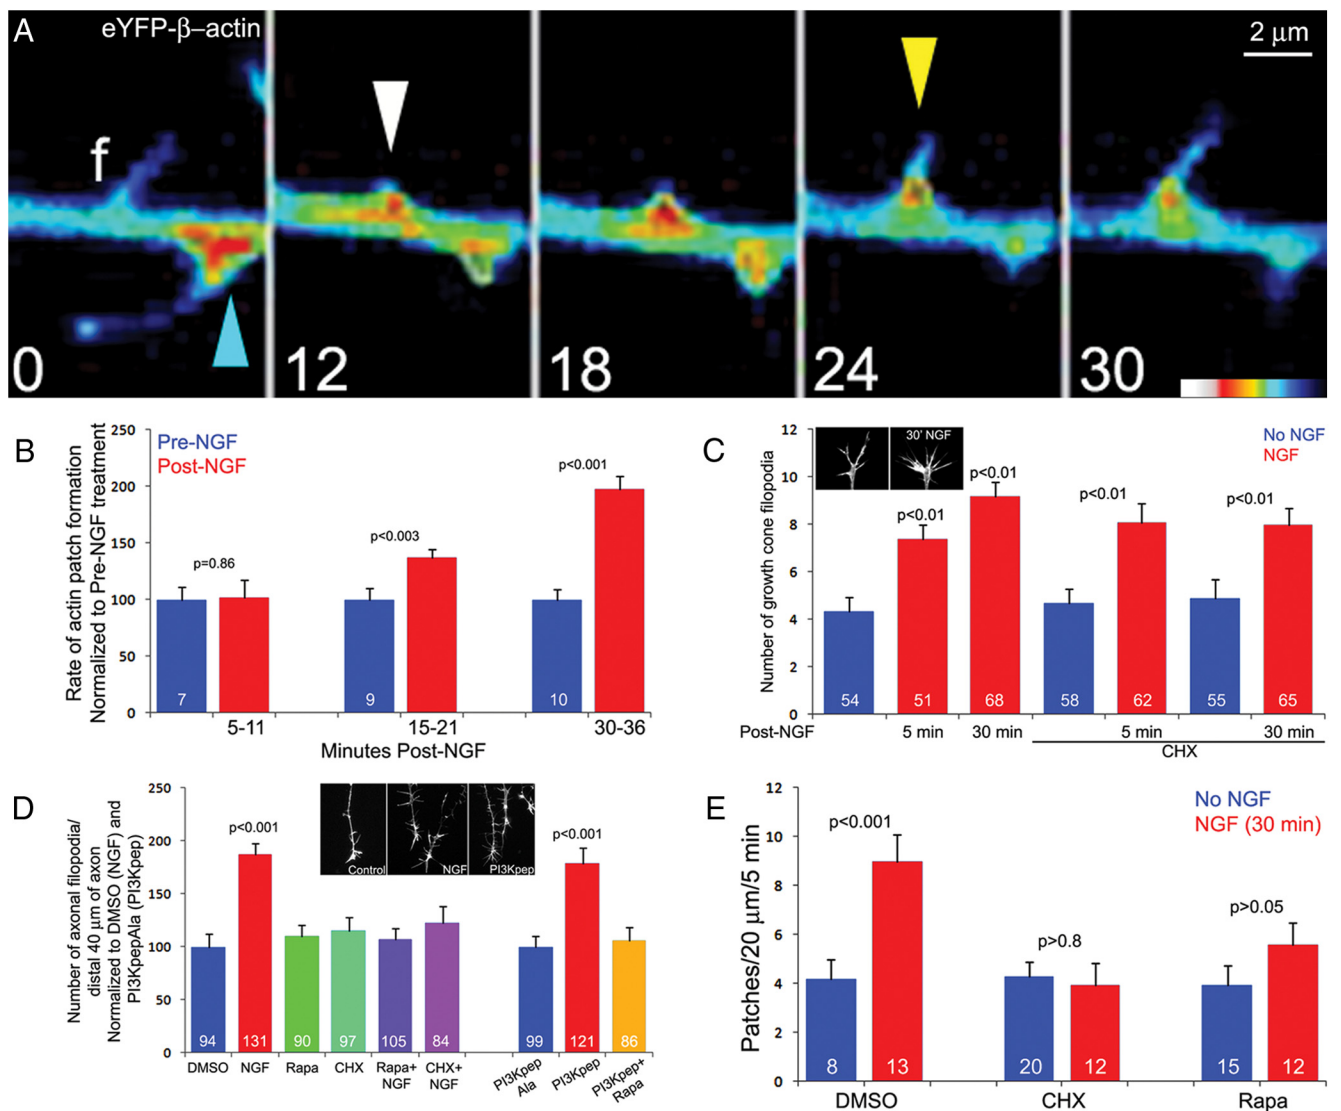 A
eYFP-β–actin
2 μm
f
0
12
18
24
30
B
Rate of actin patch formation
Normalized to Pre-NGF treatment
250
200
150
100
50
0
Pre-NGF
Post-NGF
p=0.86
p<0.003
p<0.001
7
9
10
5-11
15-21
30-36
Minutes Post-NGF
C
Number of growth cone filopodia
12
10
8
6
4
2
0
30' NGF
No NGF
NGF
p<0.01
p<0.01
p<0.01
p<0.01
54
51
68
58
62
55
65
Post-NGF
5 min
30 min
5 min
30 min
CHX
D
Number of axonal filopodia/
distal 40 μm of axon
Normalized to DMSO (NGF) and
PI3KpepAla (PI3Kpep)
250
200
150
100
50
0
Control
NGF
PI3Kpep
p<0.001
p<0.001
94
131
90
97
105
84
99
121
86
DMSO
NGF
Rapa
CHX
Rapa+
NGF
CHX+
NGF
PI3Kpep
Ala
PI3Kpep
PI3Kpep+
Rapa
E
Patches/20 μm/5 min
12
10
8
6
4
2
0
No NGF
NGF (30 min)
p<0.001
p>0.8
p>0.05
8
13
20
12
15
12
DMSO
CHX
Rapa